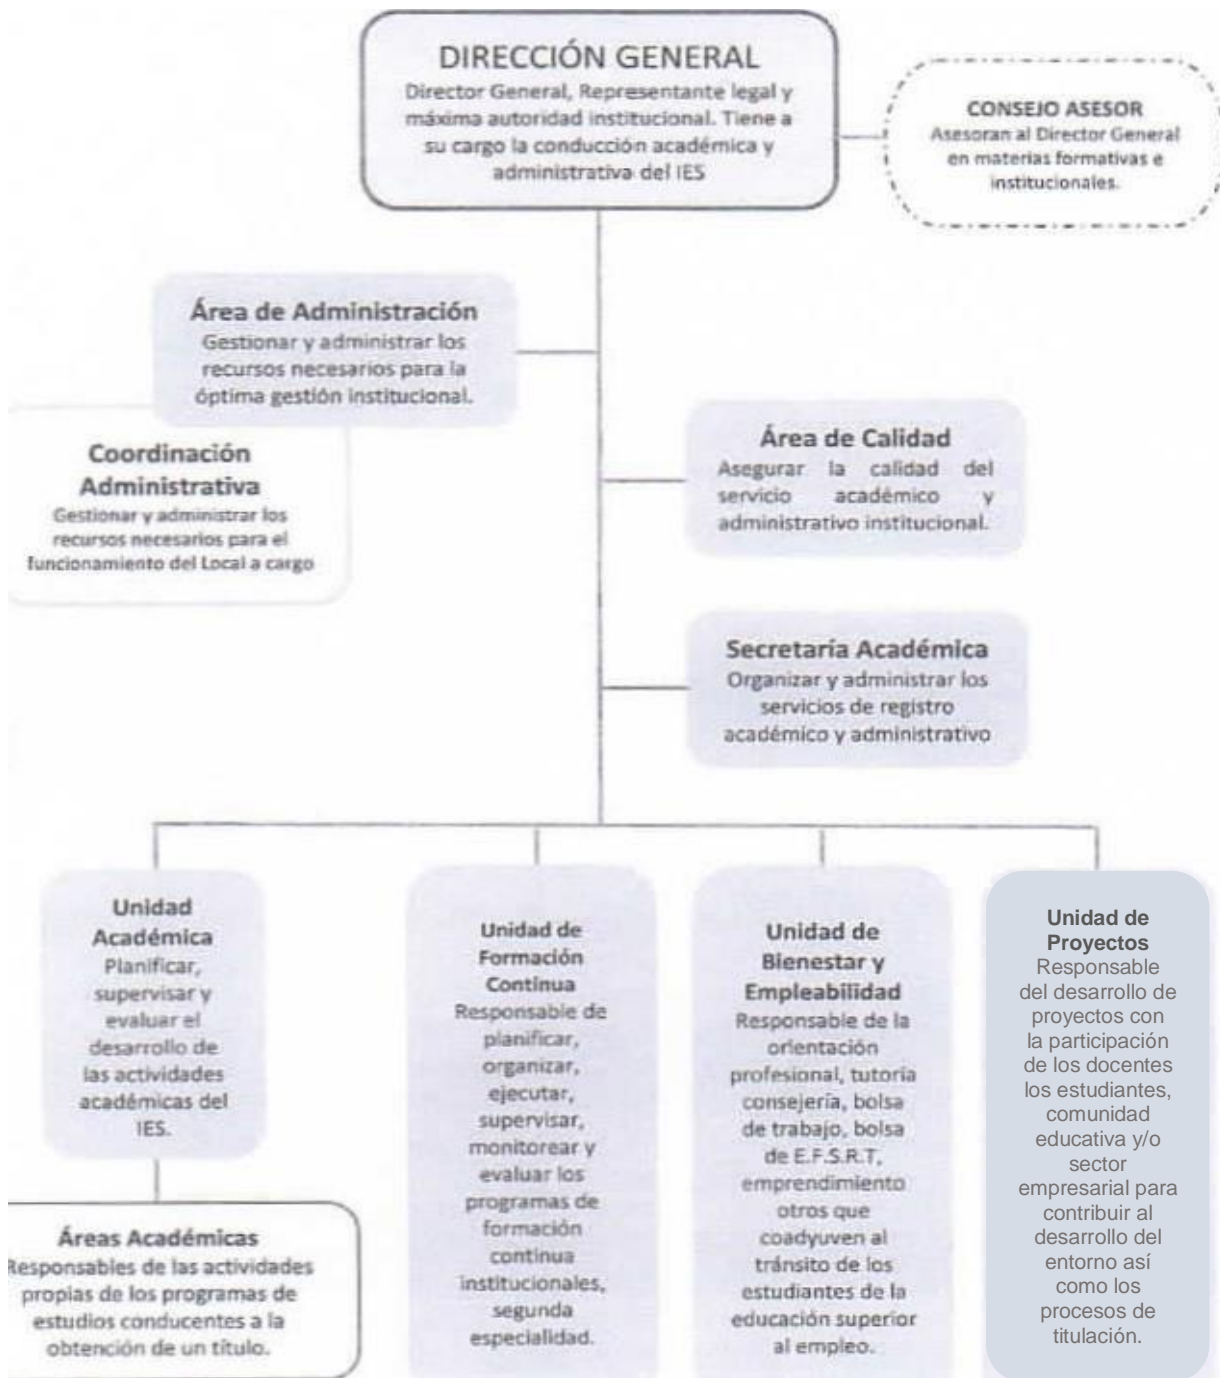 DIRECCIÓN GENERAL
Director General, Representante legal y
máxima autoridad institucional. Tiene a
su cargo la conducción académica y
administrativa del IES
CONSEJO ASESOR
Asesoran al Director General
en materias formativas e
institucionales.
Área de Administración
Gestionar y administrar los
recursos necesarios para la
óptima gestión institucional.
Coordinación
Administrativa
Gestionar y administrar los
recursos necesarios para el
funcionamiento del Local a cargo
Área de Calidad
Asegurar la calidad del
servicio académico y
administrativo institucional.
Secretaría Académica
Organizar y administrar los
servicios de registro
académico y administrativo
Unidad
Académica
Planificar,
supervisar y
evaluar el
desarrollo de
las actividades
académicas del
IES.
Áreas Académicas
Responsables de las actividades
propias de los programas de
estudios conducentes a la
obtención de un título.
Unidad de
Formación
Continua
Responsable de
planificar,
organizar,
ejecutar,
supervisar,
monitorear y
evaluar los
programas de
formación
continua
institucionales,
segunda
especialidad.
Unidad de
Bienestar y
Empleabilidad
Responsable de la
orientación
profesional, tutoría
consejería, bolsa
de trabajo, bolsa
de E.F.S.R.T,
emprendimiento
otros que
coadyuven al
tránsito de los
estudiantes de la
educación superior
al empleo.
Unidad de
Proyectos
Responsable
del desarrollo de
proyectos con
la participación
de los docentes
los estudiantes,
comunidad
educativa y/o
sector
empresarial para
contribuir al
desarrollo del
entorno así
como los
procesos de
titulación.